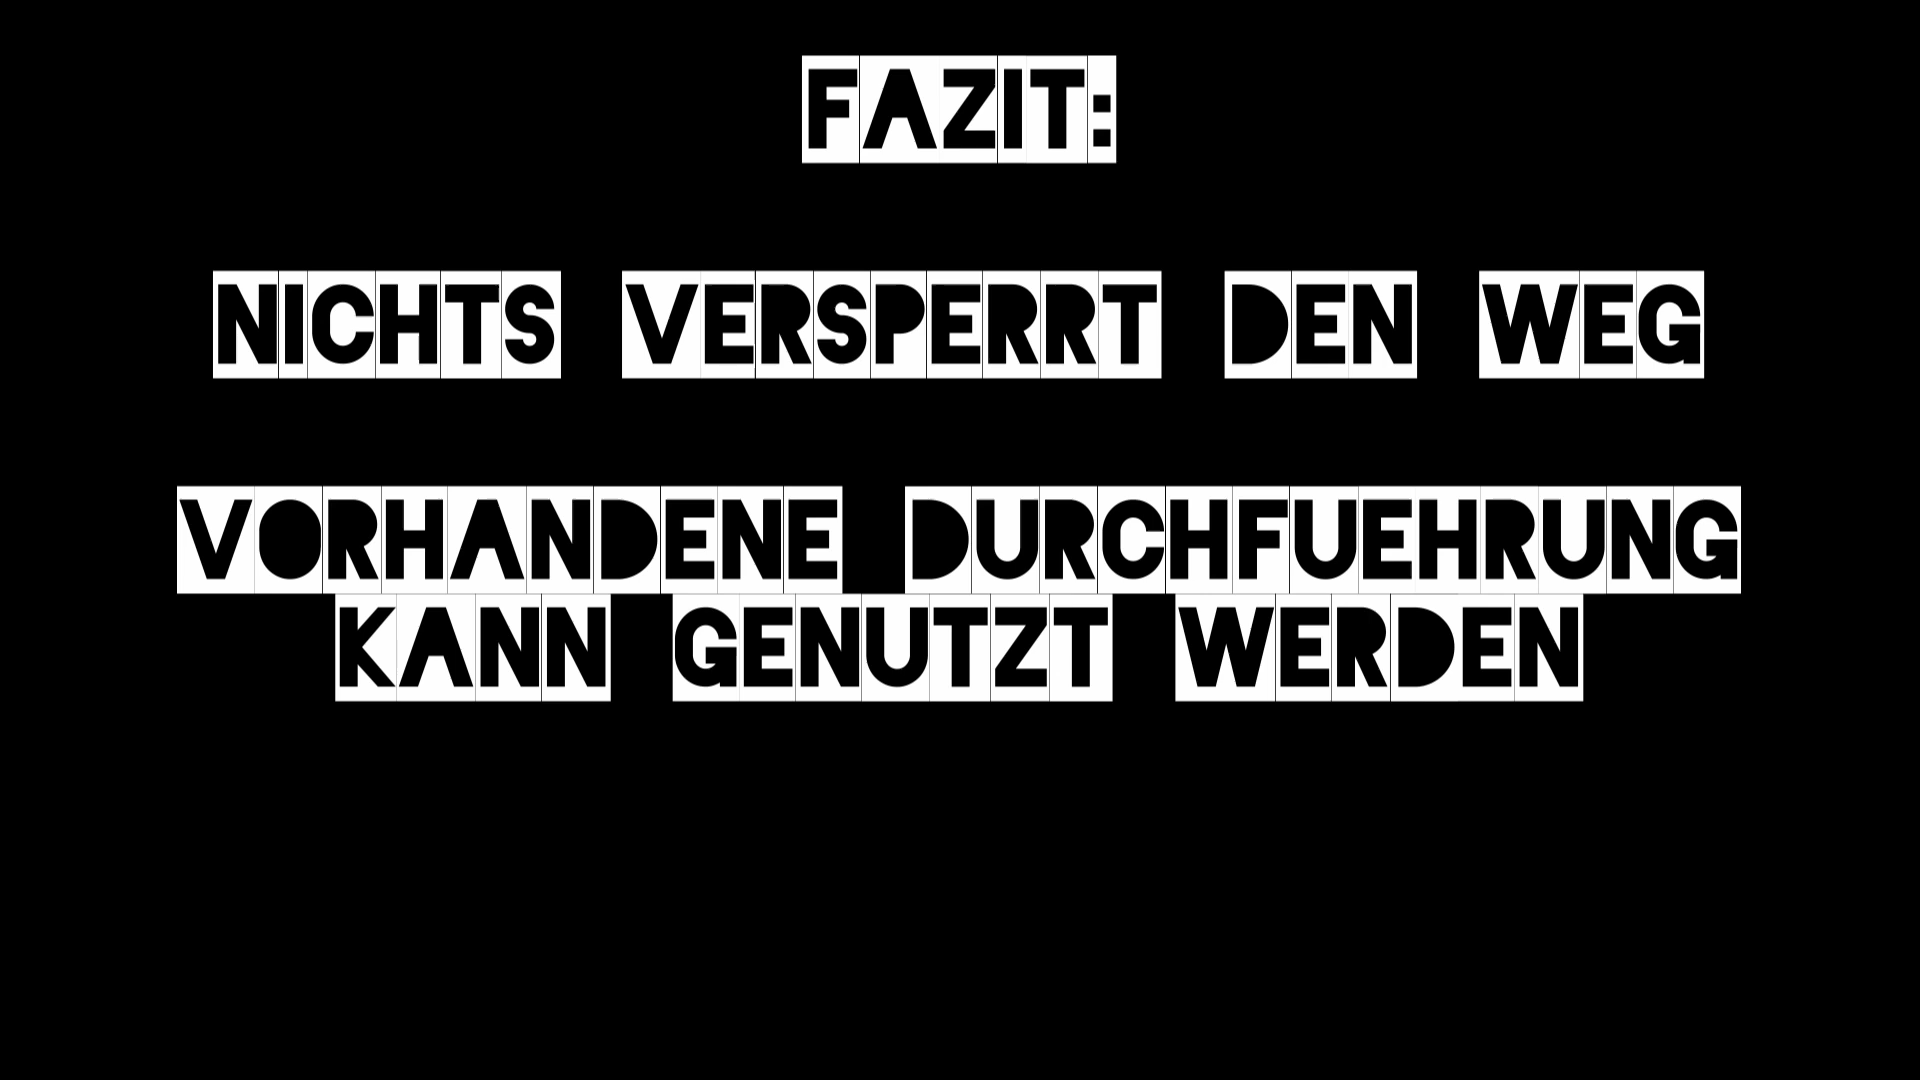 FAZIT:
NICHTS VERSPERRT DEN WEG
VORHANDENE DURCHFUEHRUNG
KANN GENUTZT WERDEN